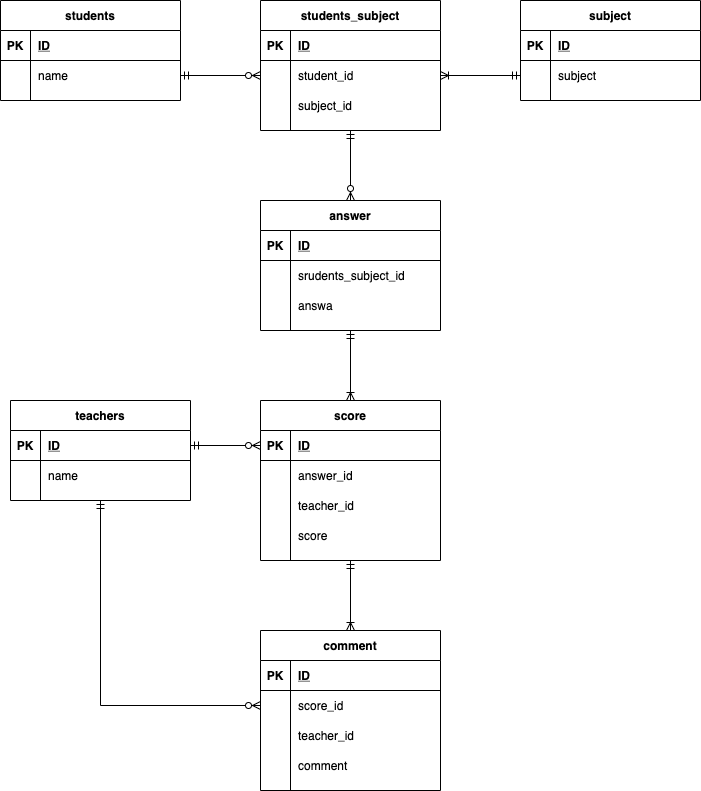 students
PK ID
name
students_subject
PK ID
student_id
subject_id
subject
PK ID
subject
answer
PK ID
srudents_subject_id
answa
teachers
PK ID
name
score
PK ID
answer_id
teacher_id
score
comment
PK ID
score_id
teacher_id
comment